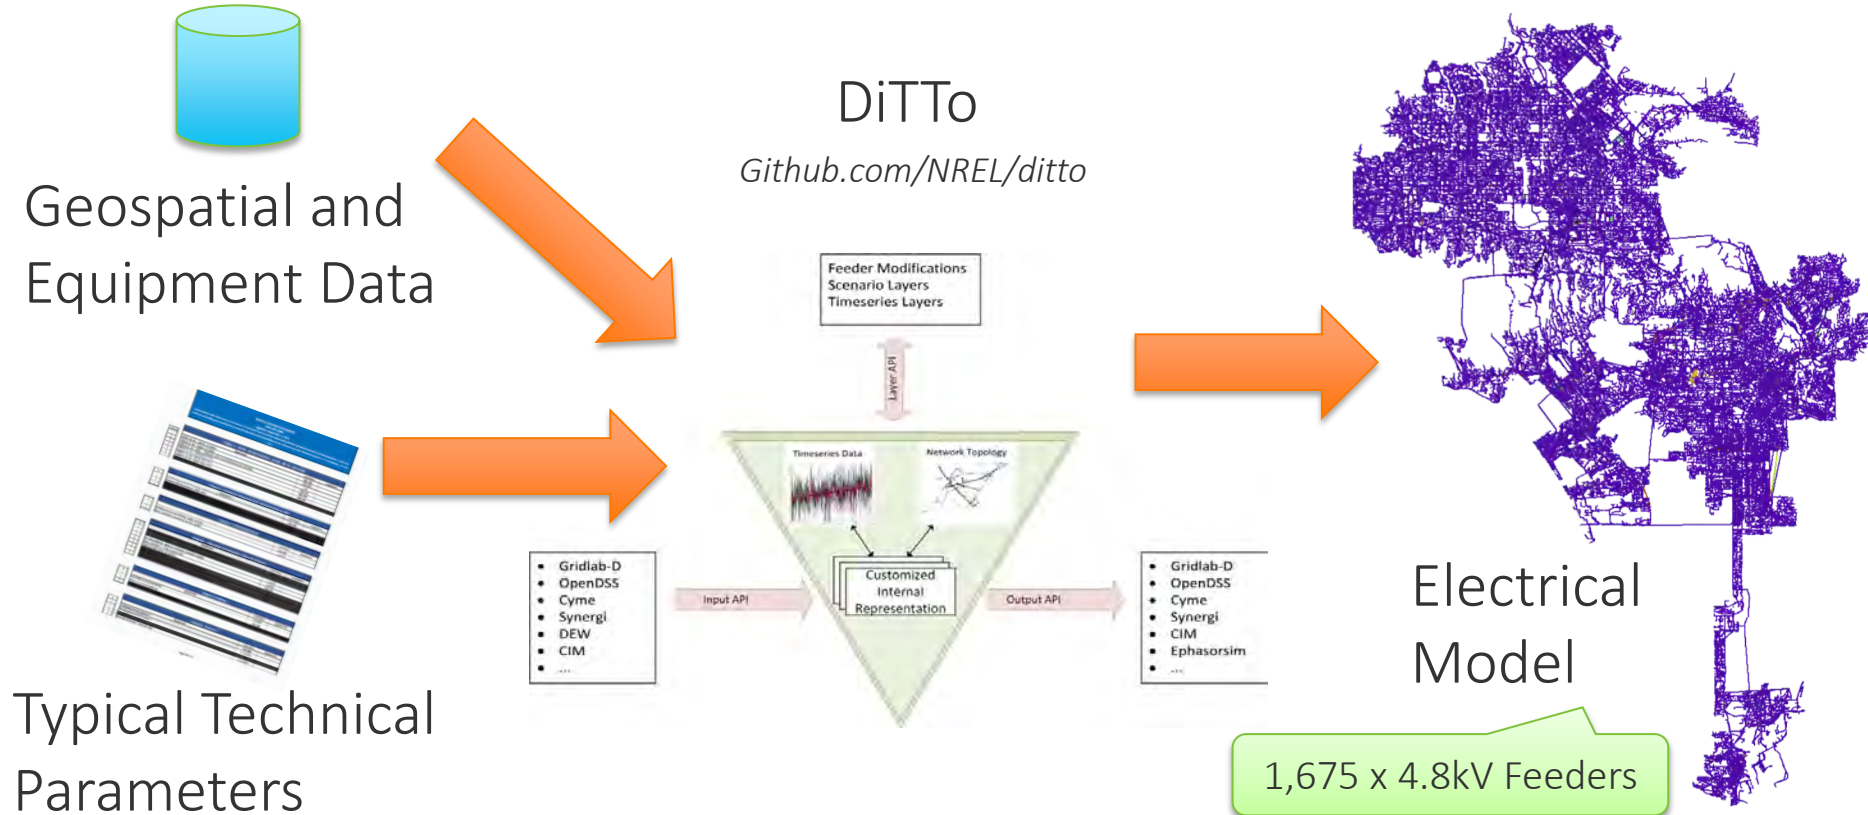 Geospatial and
Equipment Data
Typical Technical
Parameters
DiTTo
Github.com/NREL/ditto
Feeder Modifications
Scenario Layers
Timeseries Layers
Layer API
Timeseries Data
Network Topology
Customized
Internal
Representation
• Gridlab-D
• OpenDSS
• Cyme
• Synergi
• DEW
• CIM
• ...
Input API
Output API
• Gridlab-D
• OpenDSS
• Cyme
• Synergi
• CIM
• Ephasorsim
• ...
Electrical
Model
1,675 x 4.8kV Feeders